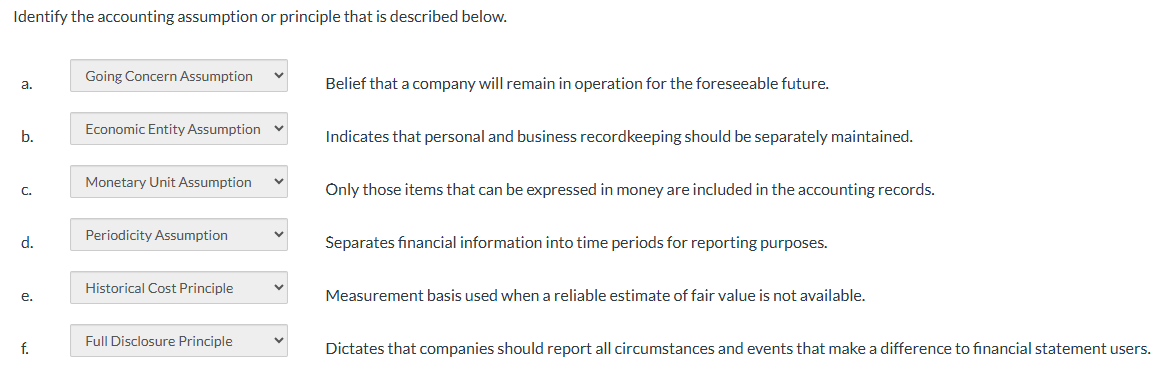 Identify the accounting assumption or principle that is described below.
a. Going Concern Assumption Belief that a company will remain in operation for the foreseeable future.
b. Economic Entity Assumption Indicates that personal and business recordkeeping should be separately maintained.
c. Monetary Unit Assumption Only those items that can be expressed in money are included in the accounting records.
d. Periodicity Assumption Separates financial information into time periods for reporting purposes.
e. Historical Cost Principle Measurement basis used when a reliable estimate of fair value is not available.
f. Full Disclosure Principle Dictates that companies should report all circumstances and events that make a difference to financial statement users.